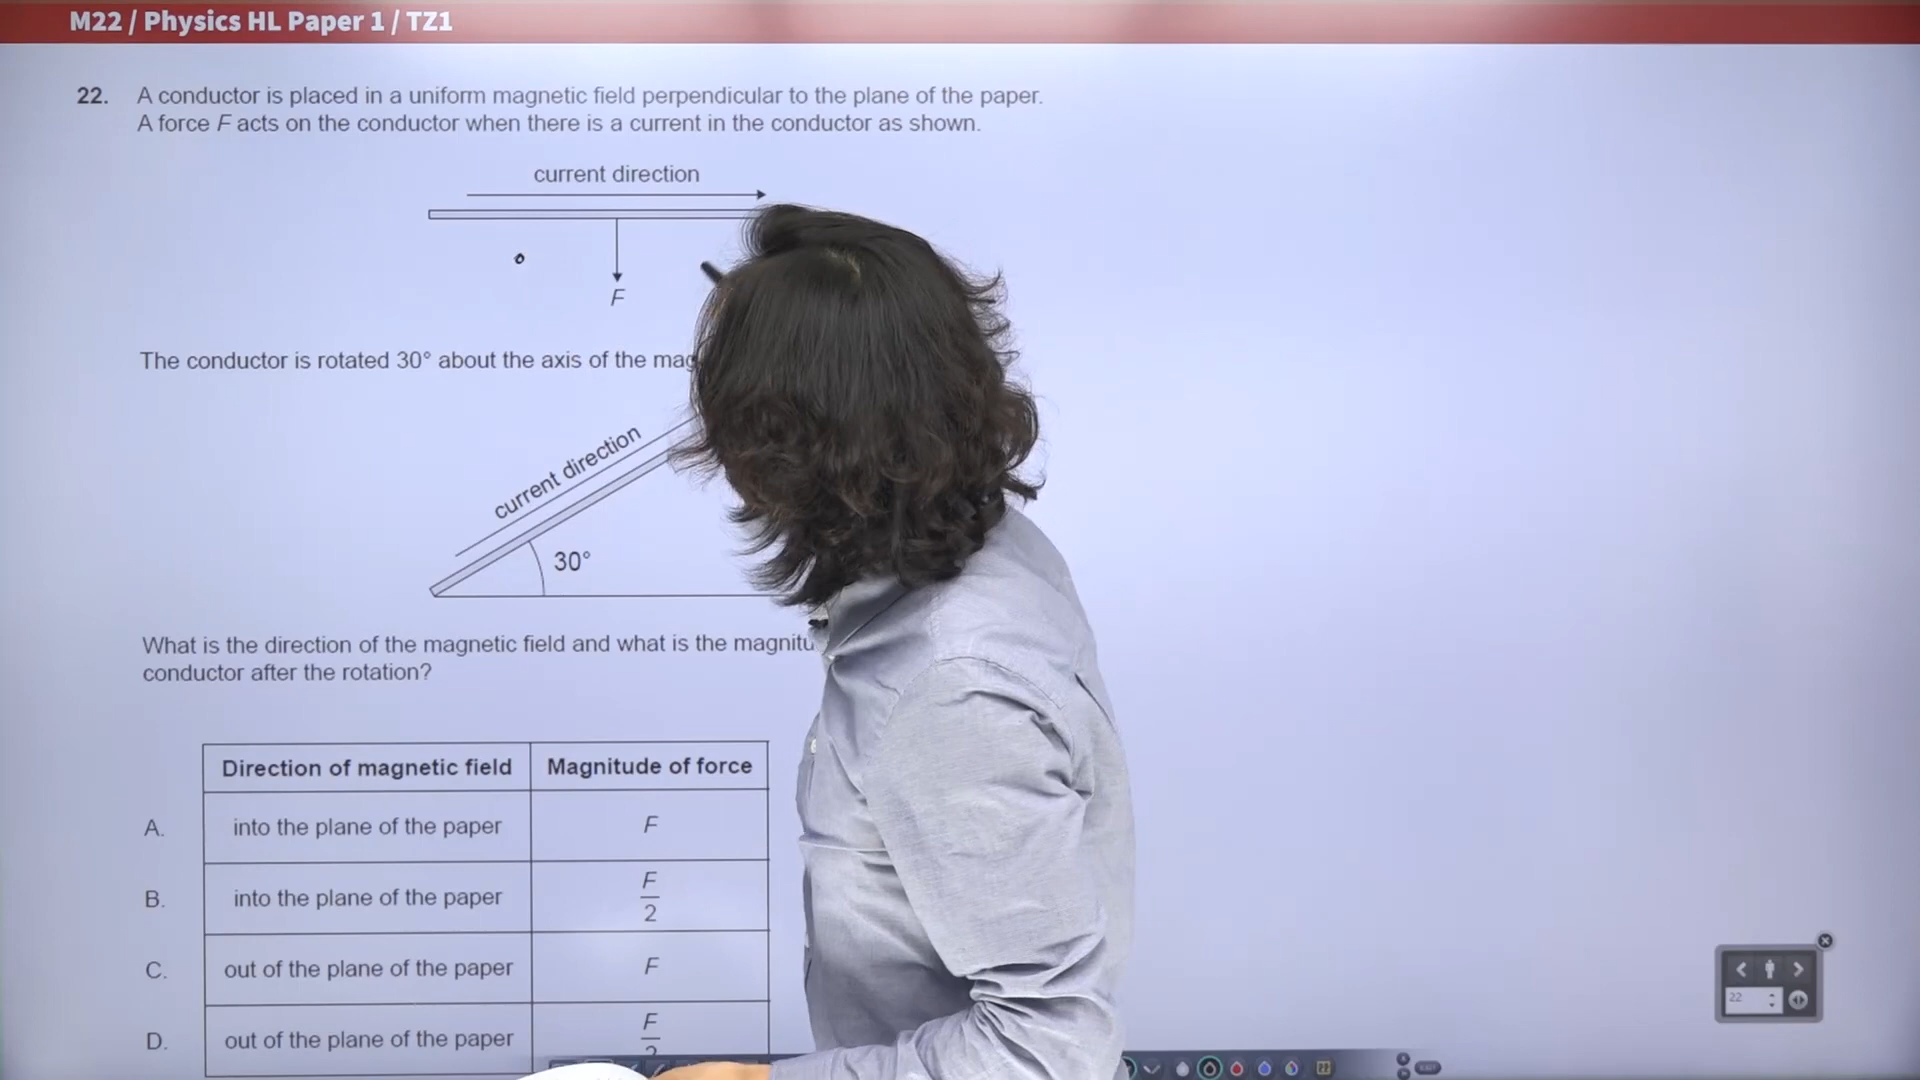 M22 / Physics HL Paper 1 / TZ1
22. A conductor is placed in a uniform magnetic field perpendicular to the plane of the paper.
A force F acts on the conductor when there is a current in the conductor as shown.
current direction
F
The conductor is rotated 30° about the axis of the
current direction
30°
What is the direction of the magnetic field and what is the
conductor after the rotation?
Direction of magnetic field Magnitude of force
A. into the plane of the paper F
B. into the plane of the paper F/2
C. out of the plane of the paper F
D. out of the plane of the paper F/2
22